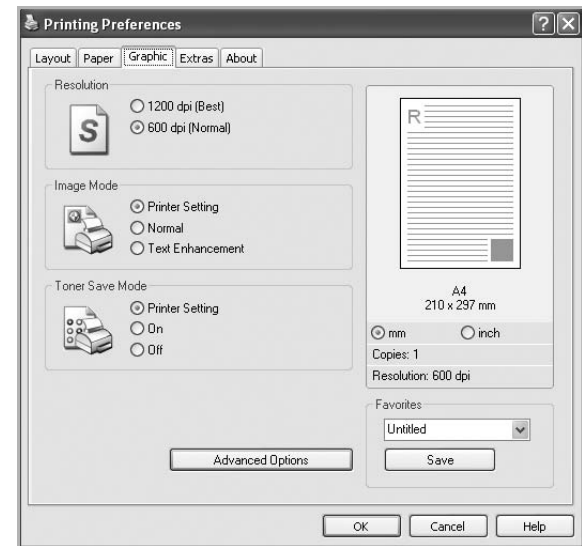 Printing Preferences
Layout Paper Graphic Extras About
Resolution
S
1200 dpi (Best)
600 dpi (Normal)
Image Mode
Printer Setting
Normal
Text Enhancement
Toner Save Mode
Printer Setting
On
Off
Advanced Options
R
A4
210 x 297 mm
mm inch
Copies: 1
Resolution: 600 dpi
Favorites
Untitled
Save
OK Cancel Help